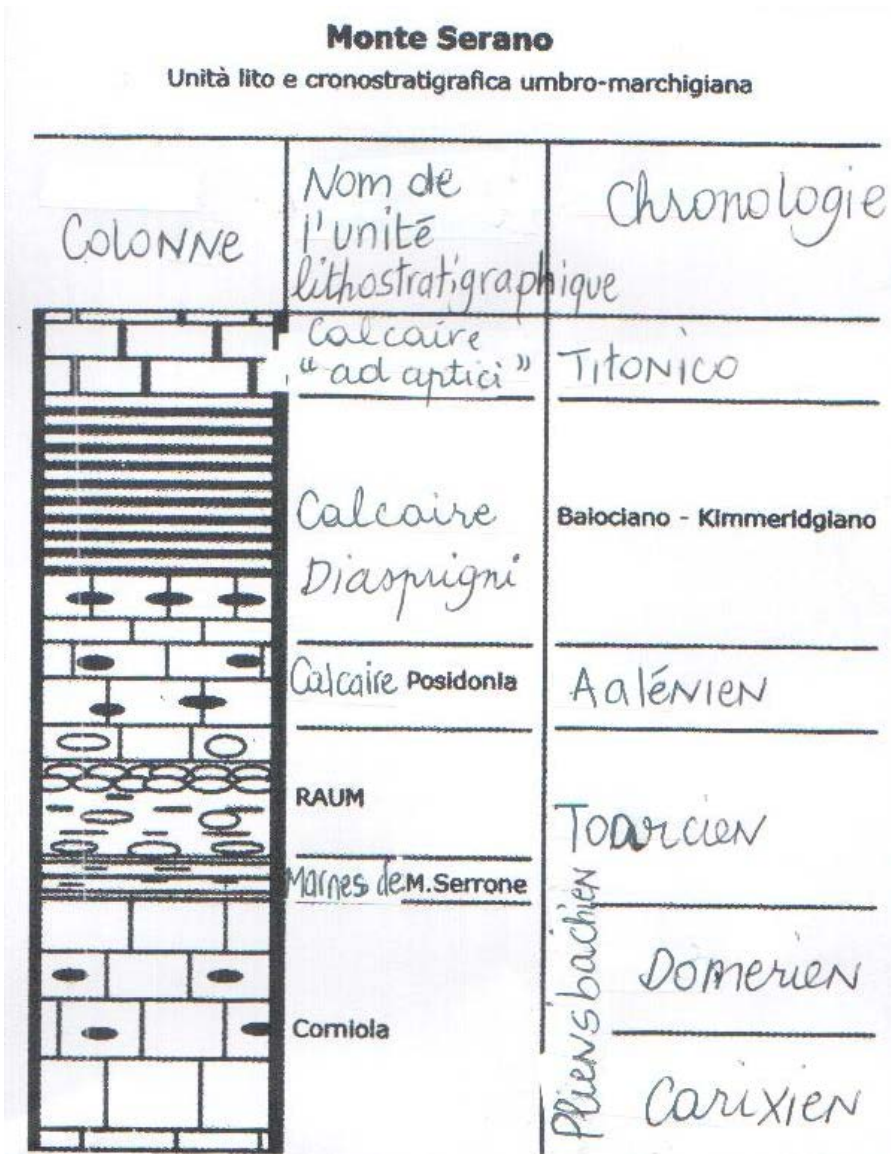 Monte Serano
Unità lito e cronostratigrafica umbro-marchigiana
COLONNE
Nom de
l'unité
lithostratigraphique
Chronologie
Calcaire
"ad aptici"
TitoNico
Calcaire
Diasprigni
Baiociano - Kimmeridgiano
Calcaire Posidonia
AaléNIEN
RAUM
ToarcieN
Marnes de M.Serrone
PlieNsbachieN
DomerieN
Corniola
CarixieN